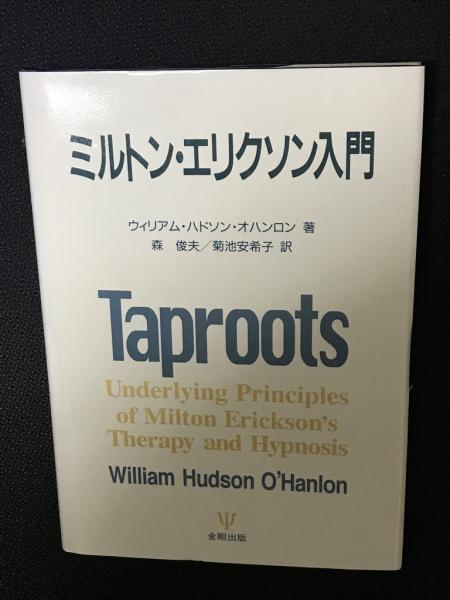 ミルトン・エリクソン入門
ウィリアム・ハドソン・オハンロン 著
森 俊夫/菊池安希子 訳
Taproots
Underlying Principles
of Milton Erickson's
Therapy and Hypnosis
William Hudson O'Hanlon
Ψ
金剛出版